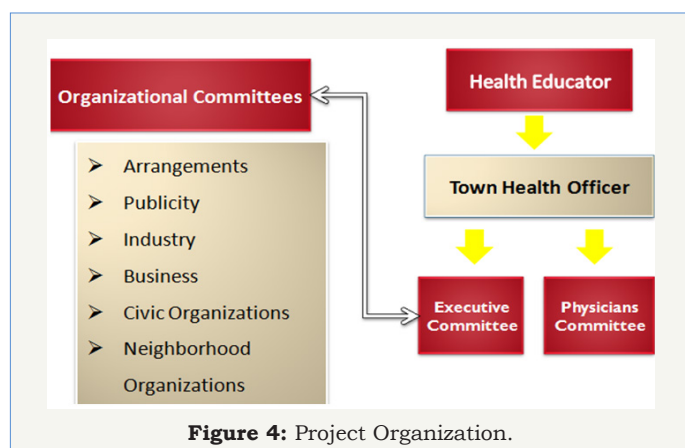 Organizational Committees
Arrangements
Publicity
Industry
Business
Civic Organizations
Neighborhood
Organizations
Health Educator
Town Health Officer
Executive
Committee
Physicians
Committee
Figure 4: Project Organization.